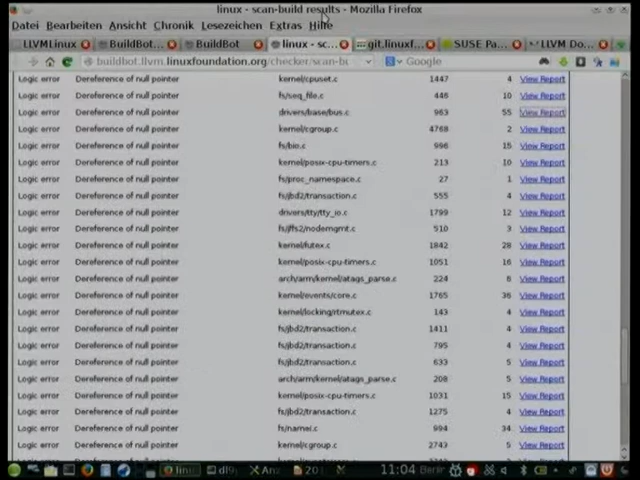 linux - scan-build results - Mozilla Firefox
Datei Bearbeiten Ansicht Chronik Lesezeichen Extras Hilfe
LLVMLinux BuildBot... BuildBot linux - sc... git.linuxf... SUSE Pa... LLVM Do...
buildbot.llvm.linuxfoundation.org/checker/scan-b Google
Logic error Dereference of null pointer kernel/cpuset.c 1447 4 View Report
Logic error Dereference of null pointer fs/seq_file.c 446 10 View Report
Logic error Dereference of null pointer drivers/base/bus.c 963 55 View Report
Logic error Dereference of null pointer kernel/cgroup.c 4768 2 View Report
Logic error Dereference of null pointer fs/bio.c 996 15 View Report
Logic error Dereference of null pointer kernel/posix-cpu-timers.c 213 10 View Report
Logic error Dereference of null pointer fs/proc_namespace.c 27 1 View Report
Logic error Dereference of null pointer fs/jbd2/transaction.c 555 4 View Report
Logic error Dereference of null pointer drivers/tty/tty_io.c 1799 12 View Report
Logic error Dereference of null pointer fs/jffs2/nodemgmt.c 510 3 View Report
Logic error Dereference of null pointer kernel/futex.c 1842 28 View Report
Logic error Dereference of null pointer kernel/posix-cpu-timers.c 1051 16 View Report
Logic error Dereference of null pointer arch/arm/kernel/atags_parse.c 224 6 View Report
Logic error Dereference of null pointer kernel/events/core.c 1765 36 View Report
Logic error Dereference of null pointer kernel/locking/rtmutex.c 143 4 View Report
Logic error Dereference of null pointer fs/jbd2/transaction.c 1411 4 View Report
Logic error Dereference of null pointer fs/jbd2/transaction.c 795 4 View Report
Logic error Dereference of null pointer fs/jbd2/transaction.c 633 5 View Report
Logic error Dereference of null pointer arch/arm/kernel/atags_parse.c 208 5 View Report
Logic error Dereference of null pointer kernel/posix-cpu-timers.c 1031 15 View Report
Logic error Dereference of null pointer fs/jbd2/transaction.c 1275 4 View Report
Logic error Dereference of null pointer fs/namei.c 994 34 View Report
Logic error Dereference of null pointer kernel/cgroup.c 2743 5 View Report
linu dl9 Anz 20 11:04 Berlin